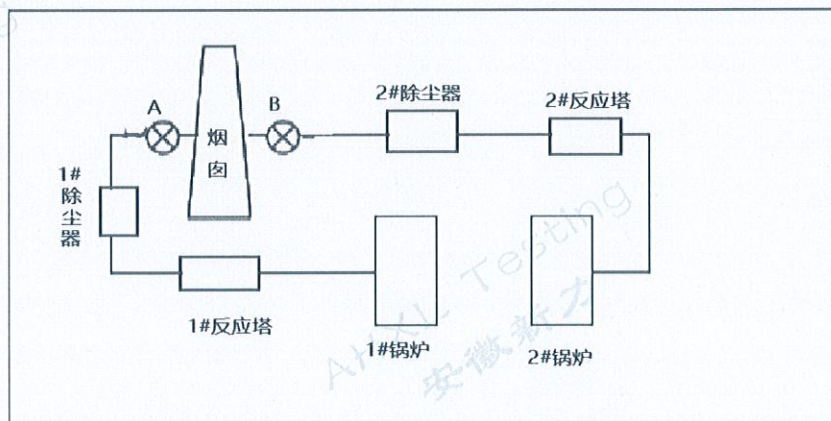 2#除尘器
2#反应塔
A
B
烟
囱
1#
除
尘
器
1#反应塔
1#锅炉
2#锅炉
AHXL Testing
安徽新力